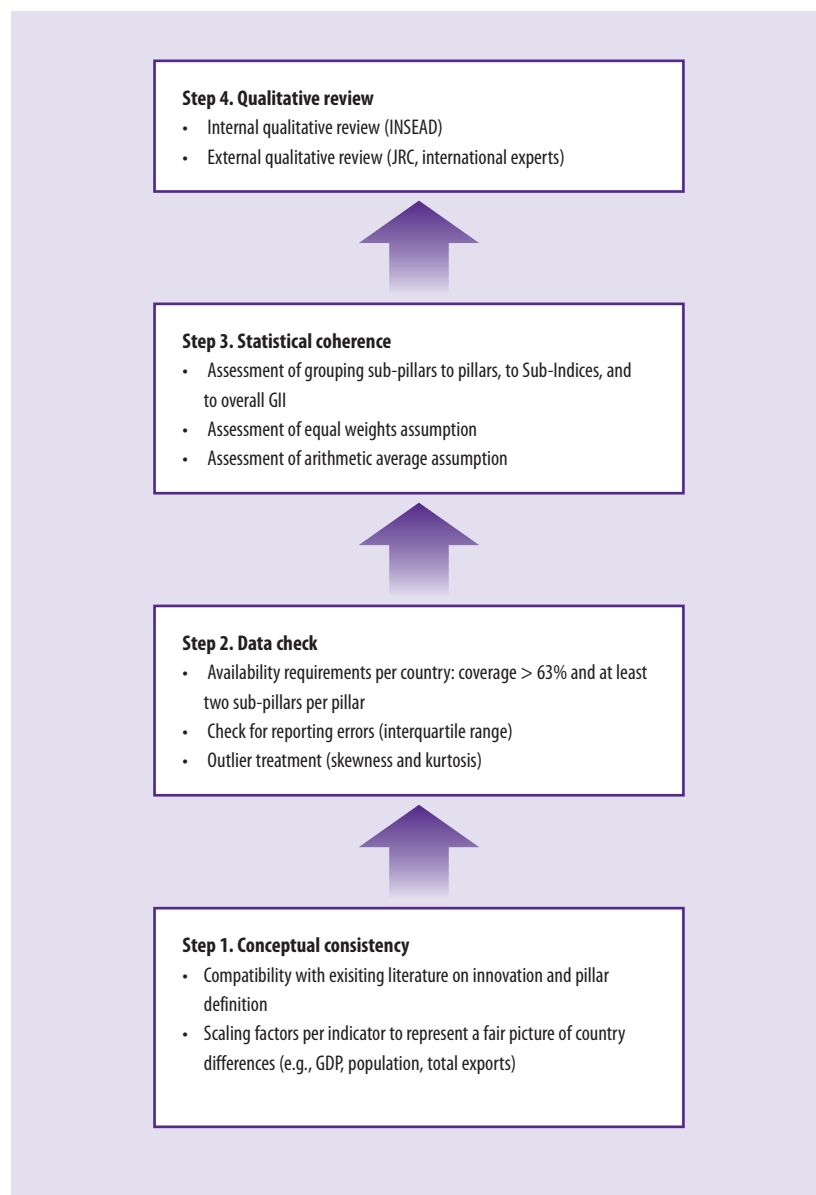 Step 4. Qualitative review
• Internal qualitative review (INSEAD)
• External qualitative review (JRC, international experts)
Step 3. Statistical coherence
• Assessment of grouping sub-pillars to pillars, to Sub-Indices, and
to overall GII
• Assessment of equal weights assumption
• Assessment of arithmetic average assumption
Step 2. Data check
• Availability requirements per country: coverage > 63% and at least
two sub-pillars per pillar
• Check for reporting errors (interquartile range)
• Outlier treatment (skewness and kurtosis)
Step 1. Conceptual consistency
• Compatibility with exisiting literature on innovation and pillar
definition
• Scaling factors per indicator to represent a fair picture of country
differences (e.g., GDP, population, total exports)